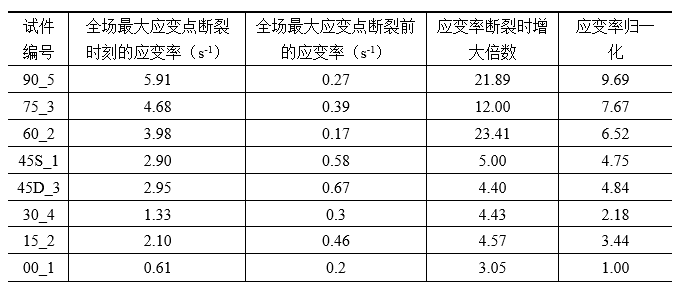 试件编号 全场最大应变点断裂时刻的应变率（s-1） 全场最大应变点断裂前的应变率（s-1） 应变率断裂时增大倍数 应变率归一化
90_5 5.91 0.27 21.89 9.69
75_3 4.68 0.39 12.00 7.67
60_2 3.98 0.17 23.41 6.52
45S_1 2.90 0.58 5.00 4.75
45D_3 2.95 0.67 4.40 4.84
30_4 1.33 0.3 4.43 2.18
15_2 2.10 0.46 4.57 3.44
00_1 0.61 0.2 3.05 1.00